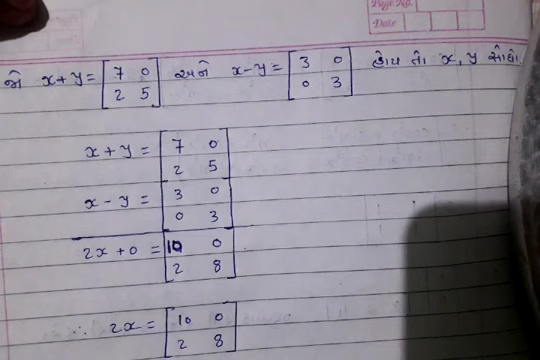 Page No.
Date
જો x+y = [7 0; 2 5] અને x-y = [3 0; 0 3] હોય તો x, y શોધો.
x+y = [7 0; 2 5]
x-y = [3 0; 0 3]
2x+0 = [10 0; 2 8]
∴ 2x = [10 0; 2 8]